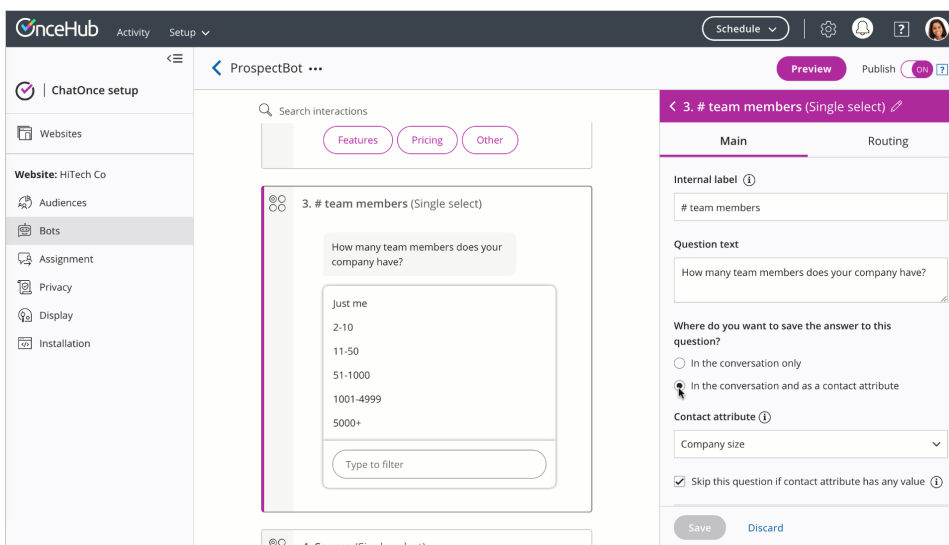 OnceHub
Activity
Setup
Schedule
?
ChatOnce setup
Websites
Website: HiTech Co
Audiences
Bots
Assignment
Privacy
Display
Installation
ProspectBot
Preview
Publish
ON
?
Search interactions
Features
Pricing
Other
3. # team members (Single select)
How many team members does your
company have?
Just me
2-10
11-50
51-1000
1001-4999
5000+
Type to filter
3. # team members (Single select)
Main
Routing
Internal label
# team members
Question text
How many team members does your company have?
Where do you want to save the answer to this
question?
In the conversation only
In the conversation and as a contact attribute
Contact attribute
Company size
Skip this question if contact attribute has any value
Save
Discard